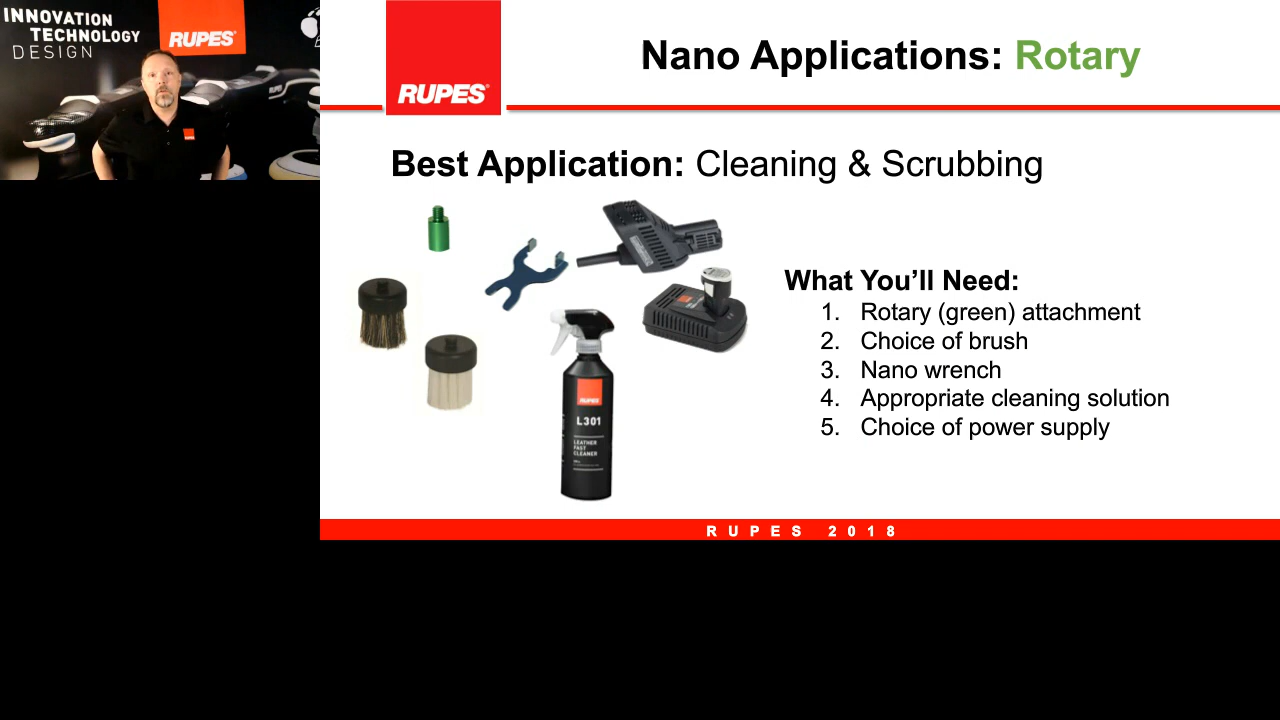 INNOVATION
TECHNOLOGY
DESIGN
RUPES
RUPES
Nano Applications: Rotary
Best Application: Cleaning & Scrubbing
What You’ll Need:
1. Rotary (green) attachment
2. Choice of brush
3. Nano wrench
4. Appropriate cleaning solution
5. Choice of power supply
RUPES
L301
LEATHER
FAST
CLEANER
RUPES 2018